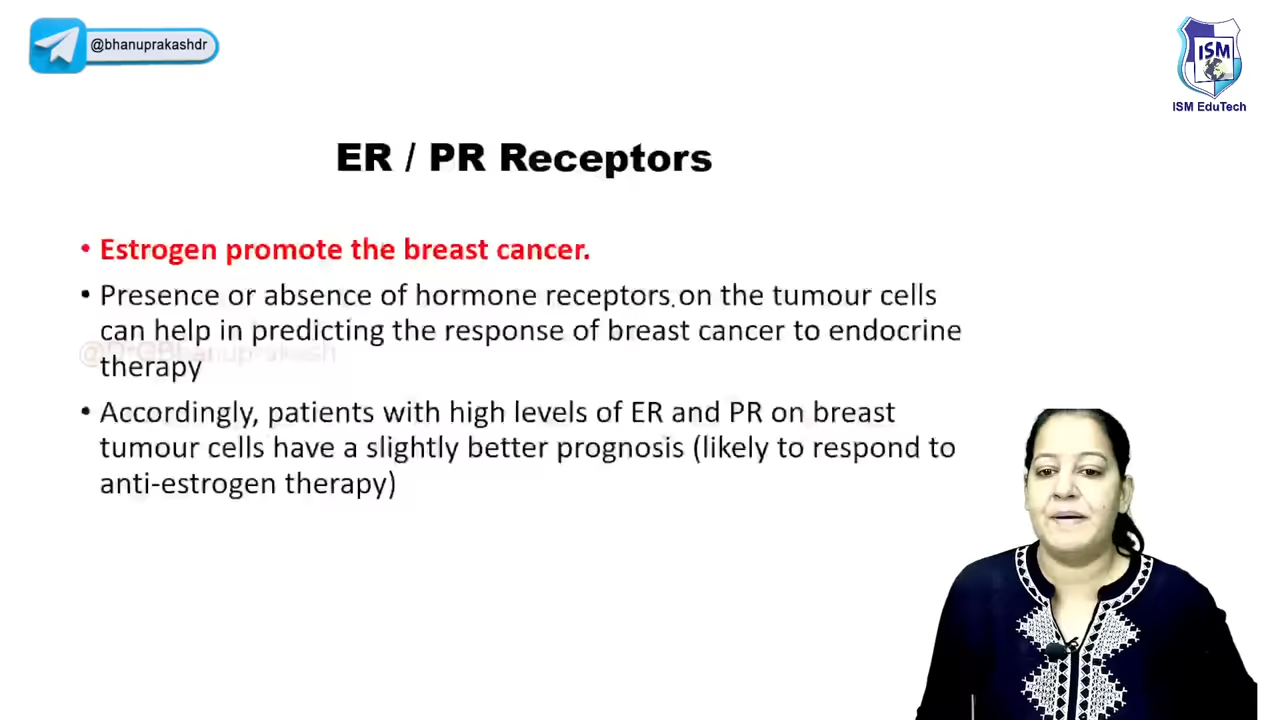 @bhanuprakashdr
ISM
ISM EduTech
ER / PR Receptors
• Estrogen promote the breast cancer.
• Presence or absence of hormone receptors on the tumour cells
can help in predicting the response of breast cancer to endocrine
@DrGBhanuprakash
therapy
• Accordingly, patients with high levels of ER and PR on breast
tumour cells have a slightly better prognosis (likely to respond to
anti-estrogen therapy)